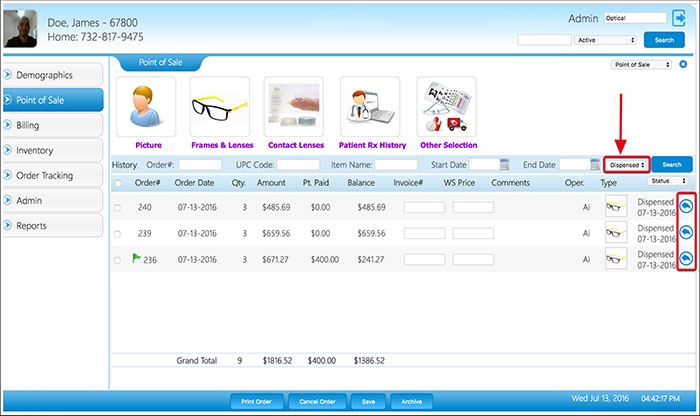 Doe, James - 67800
Home: 732-817-9475
Admin Optical
Active Search
Demographics
Point of Sale
Billing
Inventory
Order Tracking
Admin
Reports
Point of Sale
Point of Sale
Picture Frames & Lenses Contact Lenses Patient Rx History Other Selection
History Order#: UPC Code: Item Name: Start Date End Date Dispensed Search
Order# Order Date Qty. Amount Pt. Paid Balance Invoice# WS Price Comments Oper. Type Status
240 07-13-2016 3 $485.69 $0.00 $485.69 Ai Dispensed 07-13-2016
239 07-13-2016 3 $659.56 $0.00 $659.56 Ai Dispensed 07-13-2016
236 07-13-2016 3 $671.27 $400.00 $241.27 Ai Dispensed 07-13-2016
Grand Total 9 $1816.52 $400.00 $1386.52
Print Order Cancel Order Save Archive
Wed Jul 13, 2016 04:42:17 PM